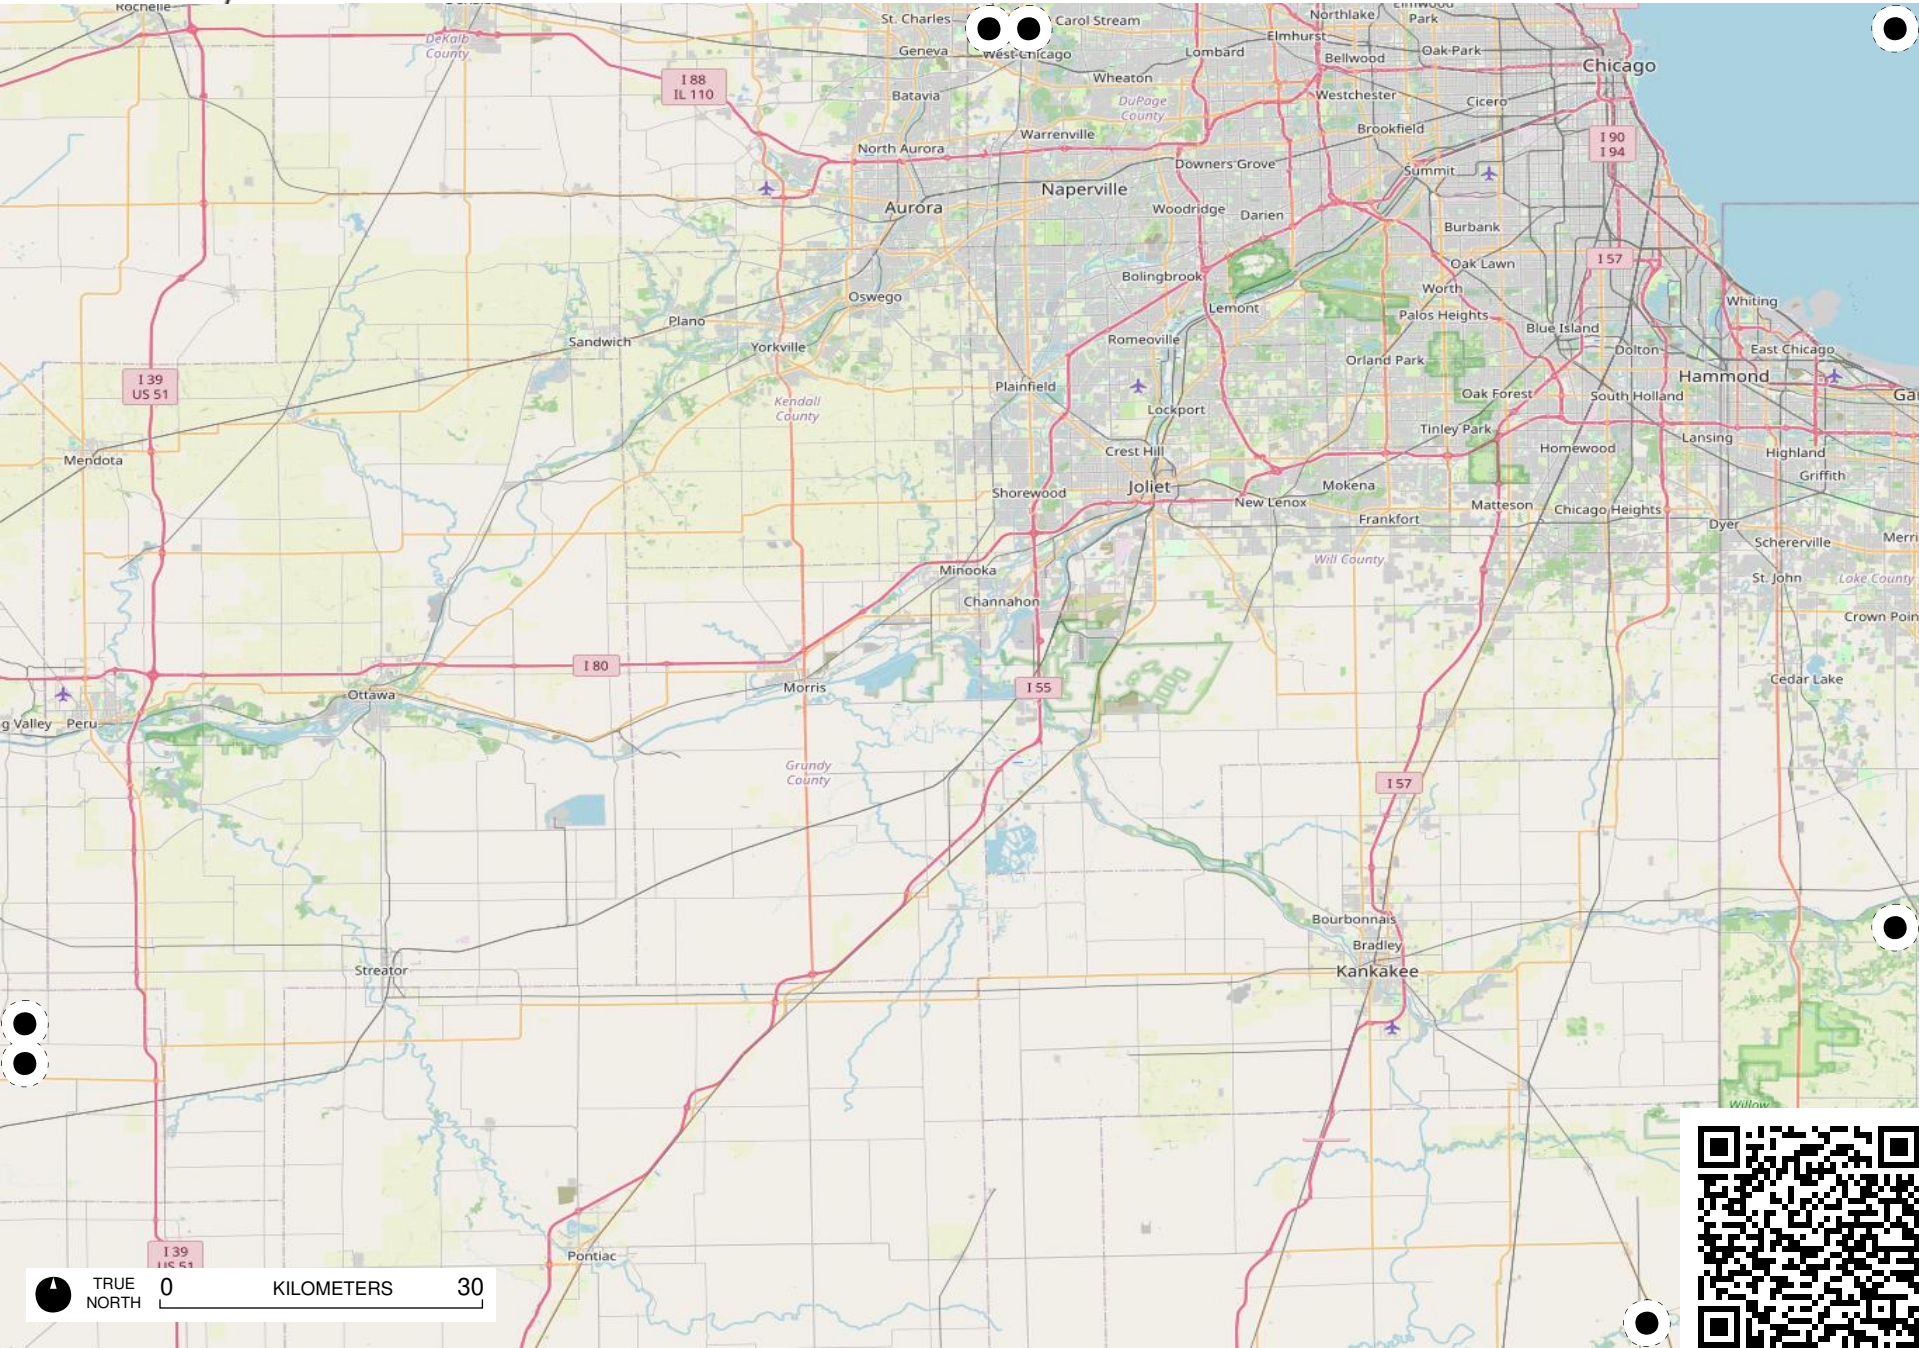 Rochelle
St. Charles
Carol Stream
Northlake
Elmwood
Park
DeKalb
County
Geneva
West Chicago
Lombard
Elmhurst
Oak Park
Bellwood
Chicago
I 88
IL 110
Batavia
Wheaton
DuPage
County
Westchester
Cicero
Warrenville
Brookfield
I 90
I 94
North Aurora
Downers Grove
Summit
Naperville
Aurora
Woodridge
Darien
Burbank
I 57
Oak Lawn
Bolingbrook
Oswego
Worth
Whiting
Lemont
Plano
Palos Heights
Blue Island
Sandwich
Yorkville
Romeoville
Orland Park
Dolton
East Chicago
I 39
US 51
Plainfield
Hammond
Kendall
County
Lockport
Oak Forest
South Holland
Tinley Park
Lansing
Mendota
Crest Hill
Homewood
Highland
Griffith
Joliet
Shorewood
Mokena
New Lenox
Matteson
Chicago Heights
Frankfort
Dyer
Schererville
Will County
Minooka
St. John
Lake County
Channahon
Crown Poin
I 80
Ottawa
Morris
I 55
Cedar Lake
g Valley
Peru
Grundy
County
I 57
Bourbonnais
Bradley
Streator
Kankakee
Willow
Pontiac
I 39
US 51
TRUE
NORTH
0 KILOMETERS 30